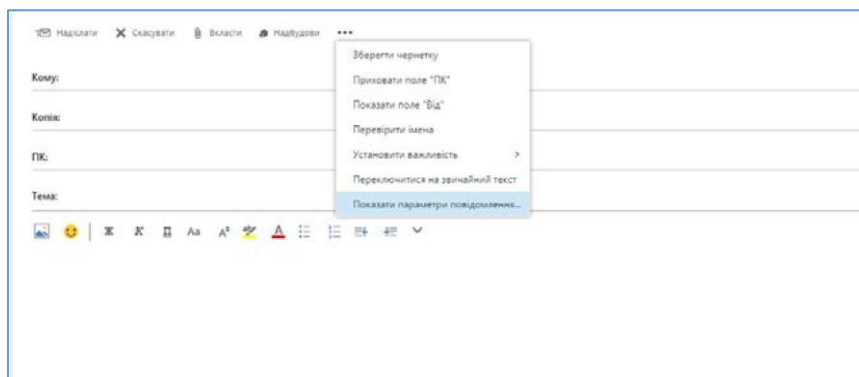 Надіслати Скасувати Вкласти Надбудови •••
Зберегти чернетку
Кому:
Приховати поле "ПК"
Показати поле "Від"
Копія:
Перевірити імена
ПК:
Установити важливість >
Переключитися на звичайний текст
Тема:
Показати параметри повідомлення...
Ж К П Aa A A